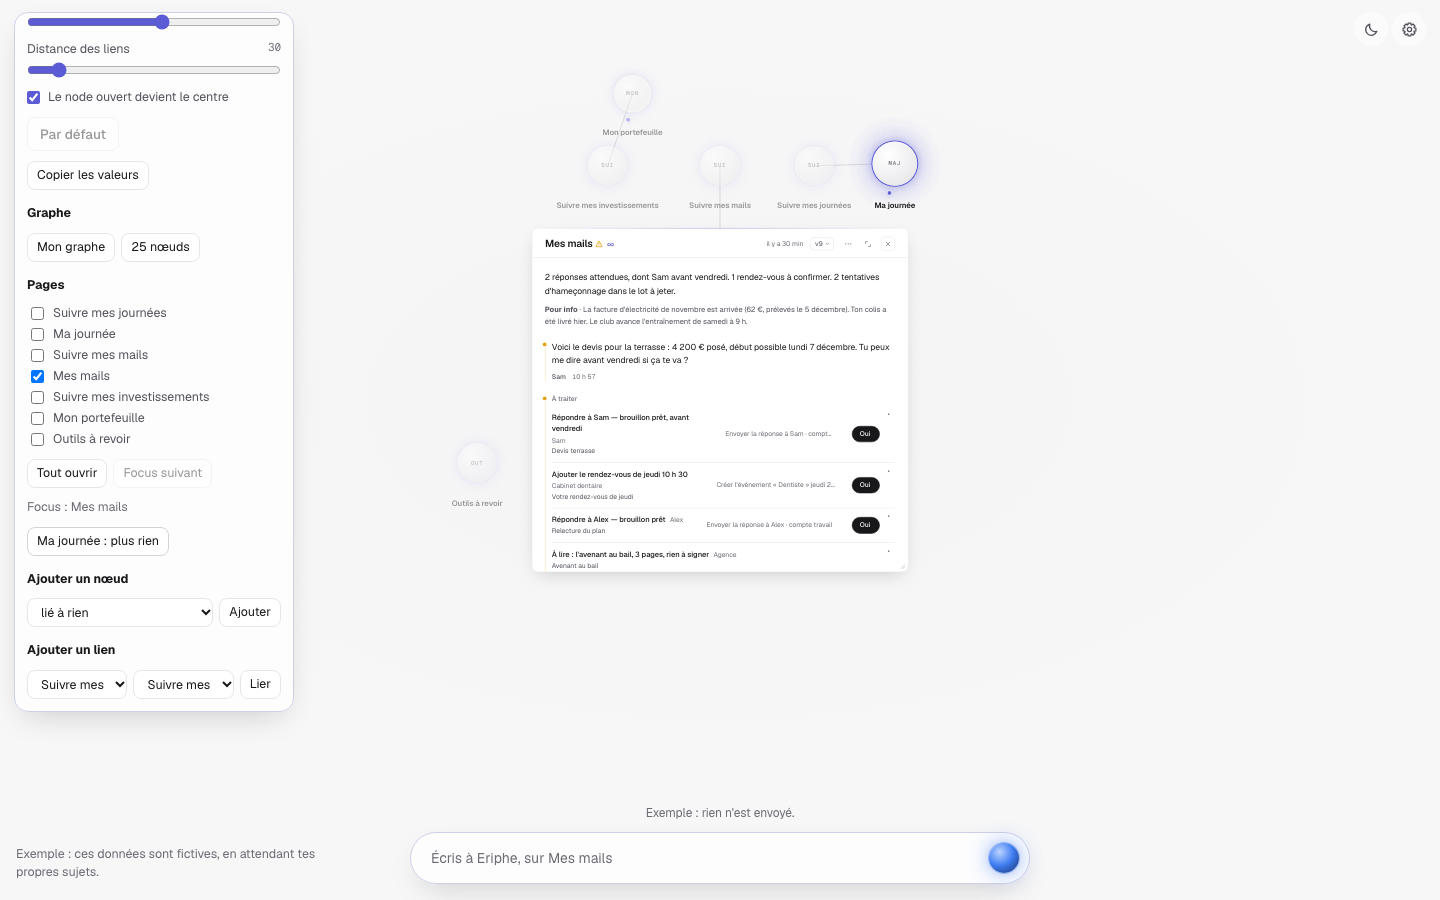 Distance des liens 30
Le node ouvert devient le centre
Par défaut
Copier les valeurs
Graphe
Mon graphe 25 nœuds
Pages
Suivre mes journées
Ma journée
Suivre mes mails
Mes mails
Suivre mes investissements
Mon portefeuille
Outils à revoir
Tout ouvrir Focus suivant
Focus : Mes mails
Ma journée : plus rien
Ajouter un nœud
lié à rien Ajouter
Ajouter un lien
Suivre mes Suivre mes Lier
MON
Mon portefeuille
SUI SUI SUI MAJ
Suivre mes investissements Suivre mes mails Suivre mes journées Ma journée
OUT
Outils à revoir
Mes mails il y a 30 min v9
2 réponses attendues, dont Sam avant vendredi. 1 rendez-vous à confirmer. 2 tentatives
d'hameçonnage dans le lot à jeter.
Pour info · La facture d'électricité de novembre est arrivée (62 €, prélevés le 5 décembre). Ton colis a
été livré hier. Le club avance l'entraînement de samedi à 9 h.
Voici le devis pour la terrasse : 4 200 € posé, début possible lundi 7 décembre. Tu peux
me dire avant vendredi si ça te va ?
Sam 10 h 57
À traiter
Répondre à Sam — brouillon prêt, avant
vendredi
Sam
Devis terrasse
Envoyer la réponse à Sam · compt… Oui
Ajouter le rendez-vous de jeudi 10 h 30
Cabinet dentaire
Votre rendez-vous de jeudi
Créer l'événement « Dentiste » jeudi 2… Oui
Répondre à Alex — brouillon prêt Alex
Relecture du plan
Envoyer la réponse à Alex · compte travail Oui
À lire : l'avenant au bail, 3 pages, rien à signer Agence
Avenant au bail
Exemple : rien n'est envoyé.
Écris à Eriphe, sur Mes mails
Exemple : ces données sont fictives, en attendant tes
propres sujets.